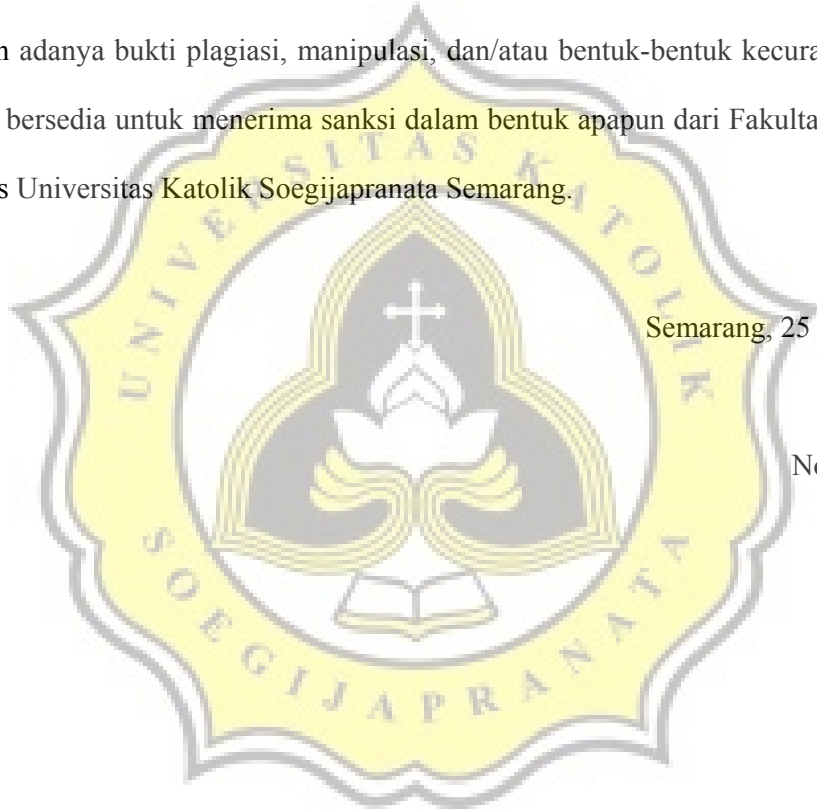 n adanya bukti plagiasi, manipulasi, dan/atau bentuk-bentuk kecura
bersedia untuk menerima sanksi dalam bentuk apapun dari Fakulta
s Universitas Katolik Soegijapranata Semarang.
UNIVERSITAS KATOLIK
Semarang, 25
No
SOEGIJAPRANATA